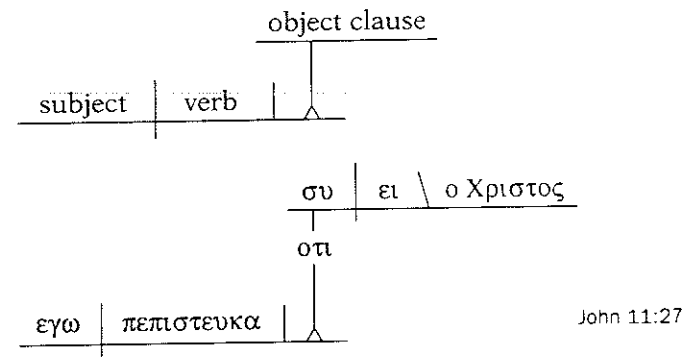 object clause
subject verb
συ ει ο Χριστος
οτι
εγω πεπιστευκα
John 11:27